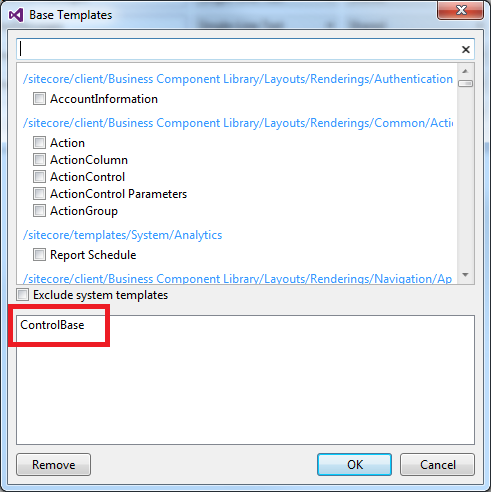 Base Templates
/sitecore/client/Business Component Library/Layouts/Renderings/Authentication
AccountInformation
/sitecore/client/Business Component Library/Layouts/Renderings/Common/Actic
Action
ActionColumn
ActionControl
ActionControl Parameters
ActionGroup
/sitecore/templates/System/Analytics
Report Schedule
/sitecore/client/Business Component Library/Layouts/Renderings/Navigation/Ap
Exclude system templates
ControlBase
Remove
OK
Cancel